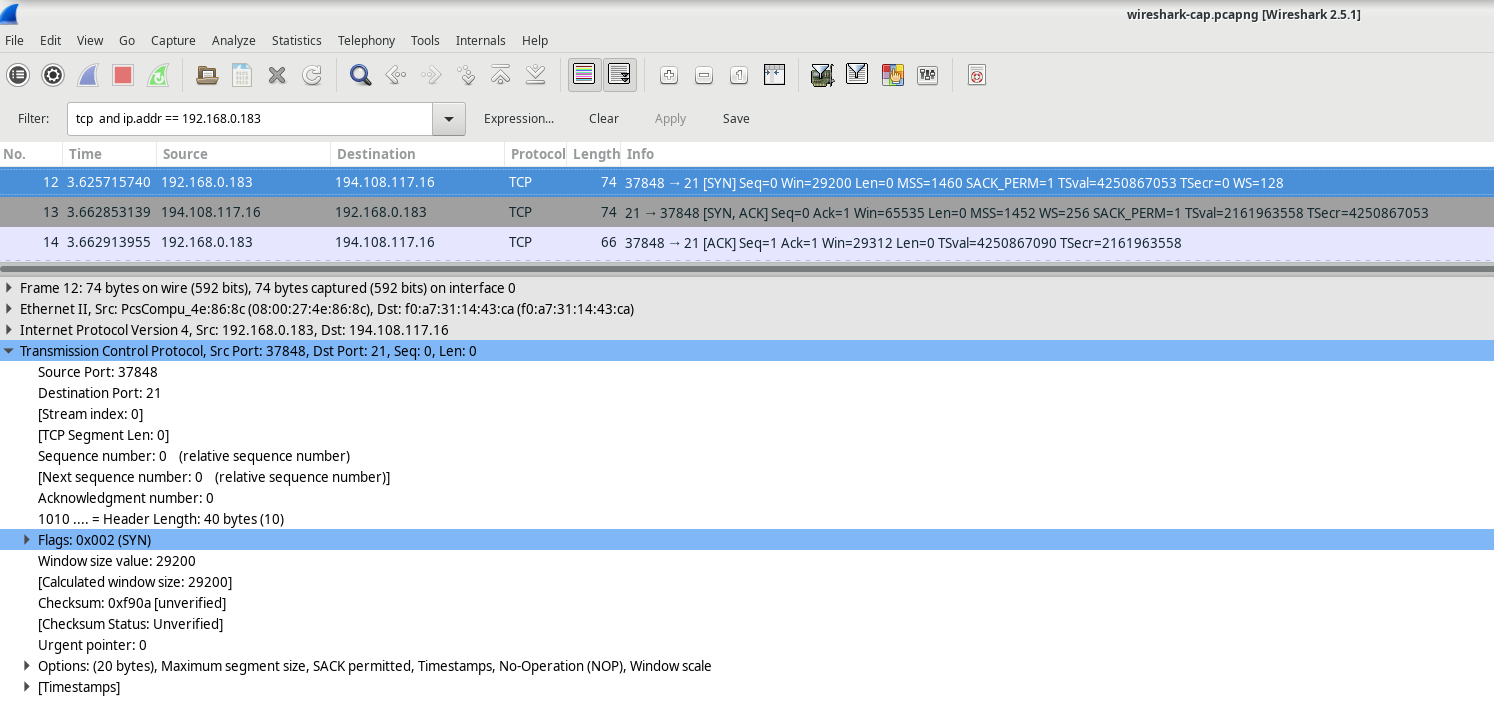 wireshark-cap.pcapng [Wireshark 2.5.1]
File Edit View Go Capture Analyze Statistics Telephony Tools Internals Help
Filter: tcp  and ip.addr == 192.168.0.183 Expression... Clear Apply Save
No. Time Source Destination Protocol Length Info
12 3.625715740 192.168.0.183 194.108.117.16 TCP 74 37848 → 21 [SYN] Seq=0 Win=29200 Len=0 MSS=1460 SACK_PERM=1 TSval=4250867053 TSecr=0 WS=128
13 3.662853139 194.108.117.16 192.168.0.183 TCP 74 21 → 37848 [SYN, ACK] Seq=0 Ack=1 Win=65535 Len=0 MSS=1452 WS=256 SACK_PERM=1 TSval=2161963558 TSecr=4250867053
14 3.662913955 192.168.0.183 194.108.117.16 TCP 66 37848 → 21 [ACK] Seq=1 Ack=1 Win=29312 Len=0 TSval=4250867090 TSecr=2161963558
Frame 12: 74 bytes on wire (592 bits), 74 bytes captured (592 bits) on interface 0
Ethernet II, Src: PcsCompu_4e:86:8c (08:00:27:4e:86:8c), Dst: f0:a7:31:14:43:ca (f0:a7:31:14:43:ca)
Internet Protocol Version 4, Src: 192.168.0.183, Dst: 194.108.117.16
Transmission Control Protocol, Src Port: 37848, Dst Port: 21, Seq: 0, Len: 0
Source Port: 37848
Destination Port: 21
[Stream index: 0]
[TCP Segment Len: 0]
Sequence number: 0    (relative sequence number)
[Next sequence number: 0    (relative sequence number)]
Acknowledgment number: 0
1010 .... = Header Length: 40 bytes (10)
Flags: 0x002 (SYN)
Window size value: 29200
[Calculated window size: 29200]
Checksum: 0xf90a [unverified]
[Checksum Status: Unverified]
Urgent pointer: 0
Options: (20 bytes), Maximum segment size, SACK permitted, Timestamps, No-Operation (NOP), Window scale
[Timestamps]